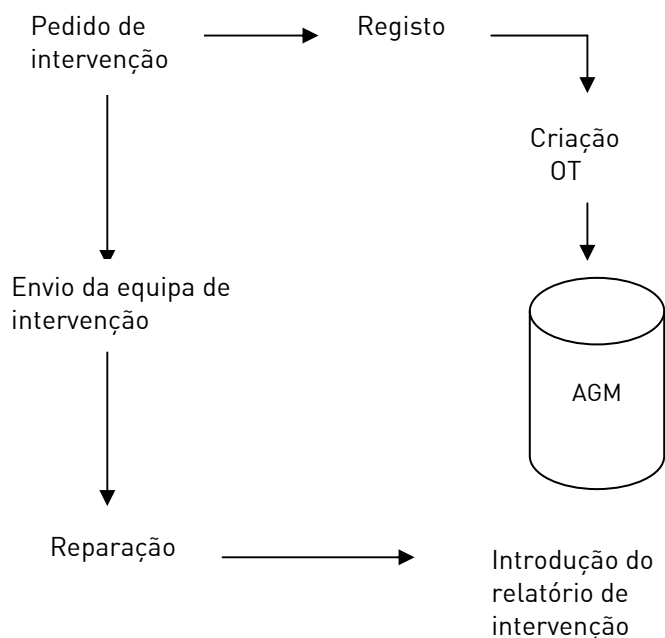 Pedido de
intervenção
Registo
Criação
OT
Envio da equipa de
intervenção
AGM
Reparação
Introdução do
relatório de
intervenção